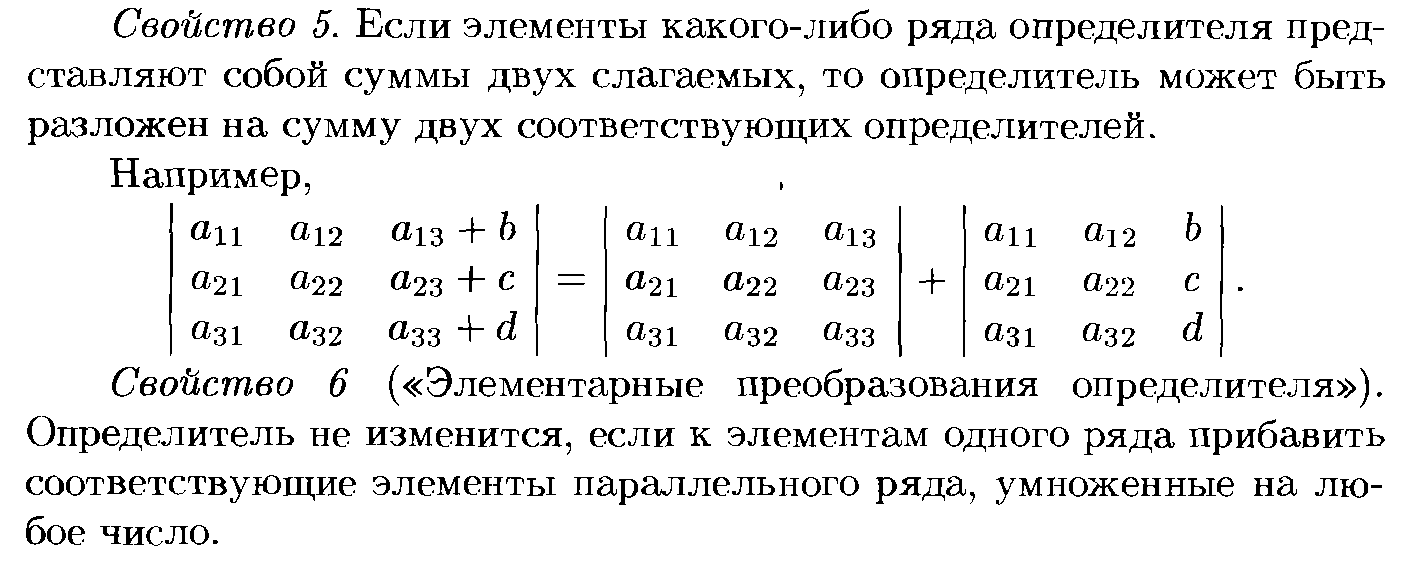 Свойство 5. Если элементы какого-либо ряда определителя пред-
ставляют собой суммы двух слагаемых, то определитель может быть
разложен на сумму двух соответствующих определителей.
Например,
| a₁₁ a₁₂ a₁₃ + b | | a₁₁ a₁₂ a₁₃ | | a₁₁ a₁₂ b |
| a₂₁ a₂₂ a₂₃ + c | = | a₂₁ a₂₂ a₂₃ | + | a₂₁ a₂₂ c | .
| a₃₁ a₃₂ a₃₃ + d | | a₃₁ a₃₂ a₃₃ | | a₃₁ a₃₂ d |
Свойство 6 («Элементарные преобразования определителя»).
Определитель не изменится, если к элементам одного ряда прибавить
соответствующие элементы параллельного ряда, умноженные на лю-
бое число.